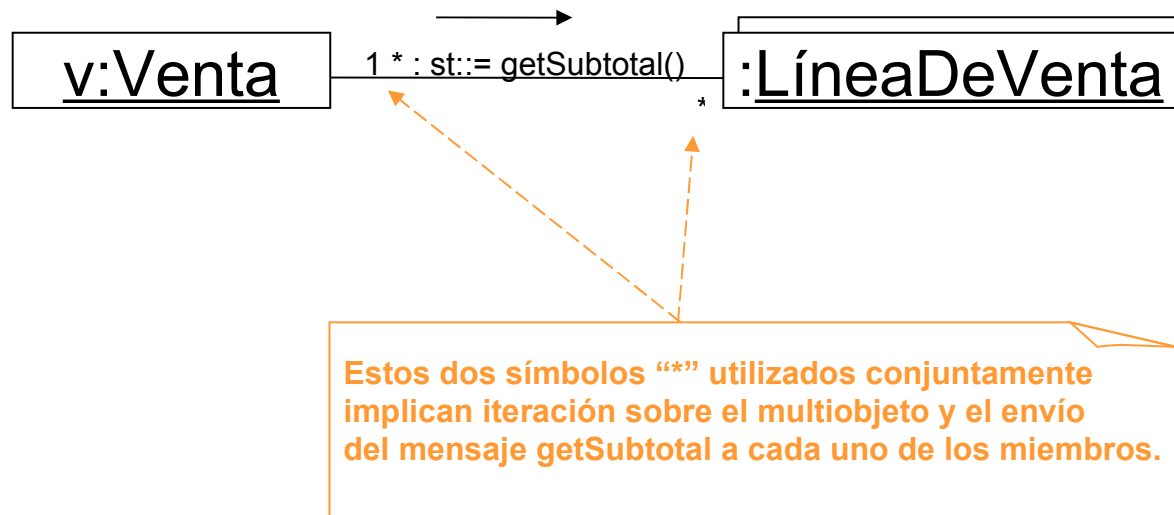 v:Venta
1 * : st::= getSubtotal()
*
:LíneaDeVenta
Estos dos símbolos “*” utilizados conjuntamente
implican iteración sobre el multiobjeto y el envío
del mensaje getSubtotal a cada uno de los miembros.